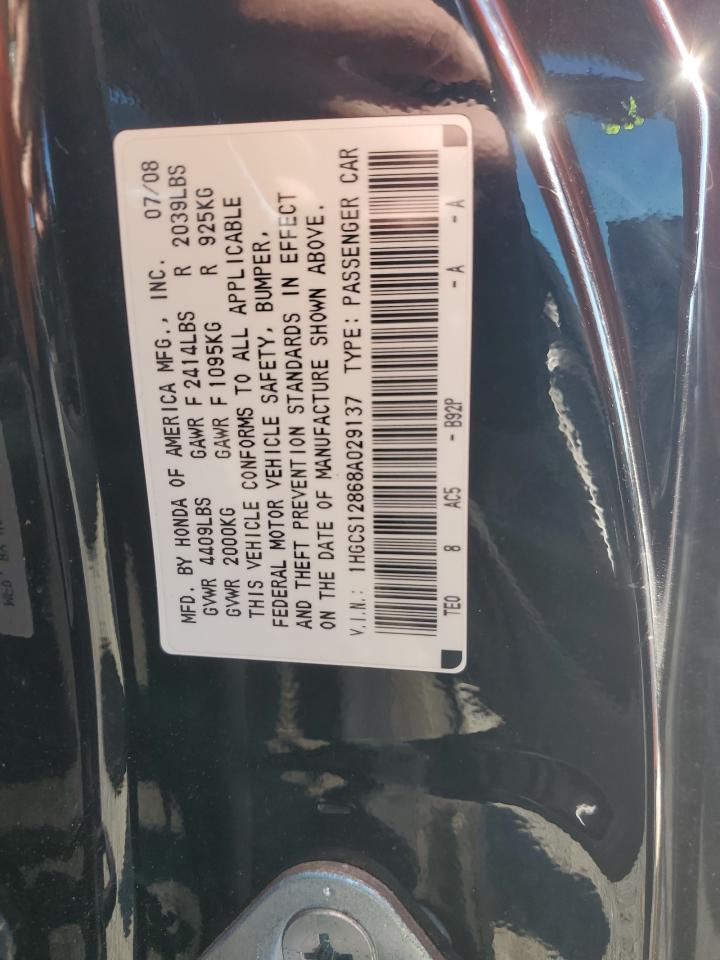 MFD. BY HONDA OF AMERICA MFG., INC. 07/08
GVWR 4409LBS GAWR F 2414LBS R 2039LBS
GVWR 2000KG GAWR F 1095KG R 925KG
THIS VEHICLE CONFORMS TO ALL APPLICABLE
FEDERAL MOTOR VEHICLE SAFETY, BUMPER,
AND THEFT PREVENTION STANDARDS IN EFFECT
ON THE DATE OF MANUFACTURE SHOWN ABOVE.
V.I.N.: 1HGCS12868A029137 TYPE: PASSENGER CAR
TE0 8 AC5 - B92P - A - A